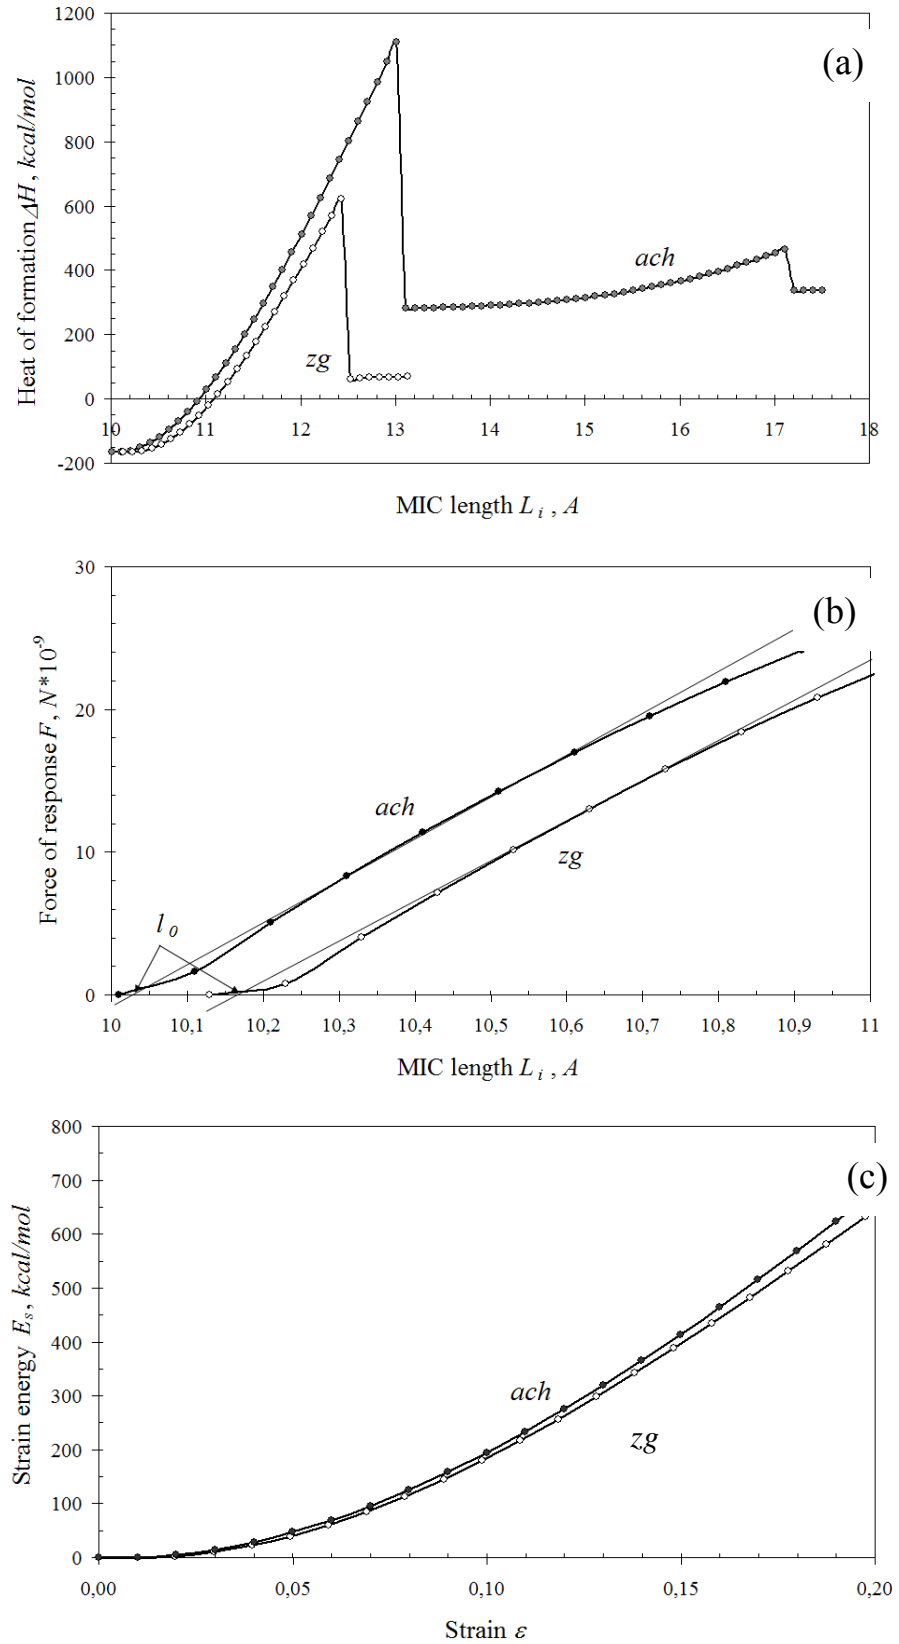 (a)
1200
1000
800
600
400
200
0
-200
Heat of formation ΔH, kcal/mol
ach
zg
10 11 12 13 14 15 16 17 18
MIC length L i , A
(b)
30
20
10
0
Force of response F, N*10-9
ach
zg
l 0
10 10,1 10,2 10,3 10,4 10,5 10,6 10,7 10,8 10,9 11
MIC length L i , A
(c)
800
700
600
500
400
300
200
100
0
Strain energy E s, kcal/mol
ach
zg
0,00 0,05 0,10 0,15 0,20
Strain ε